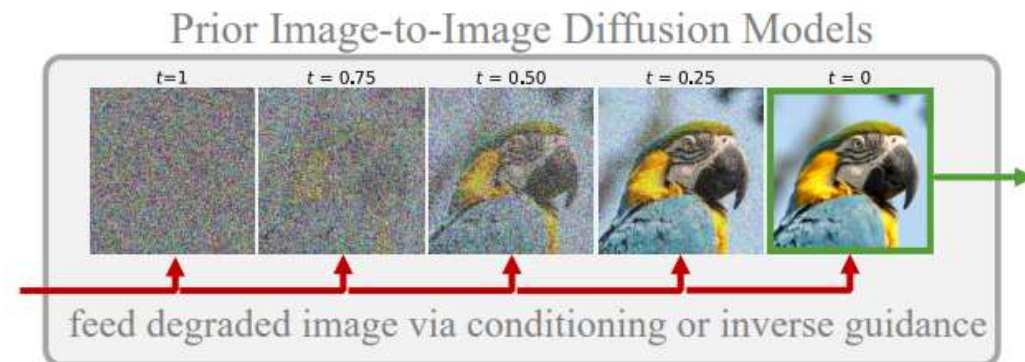 Prior Image-to-Image Diffusion Models
t=1 t = 0.75 t = 0.50 t = 0.25 t = 0
feed degraded image via conditioning or inverse guidance